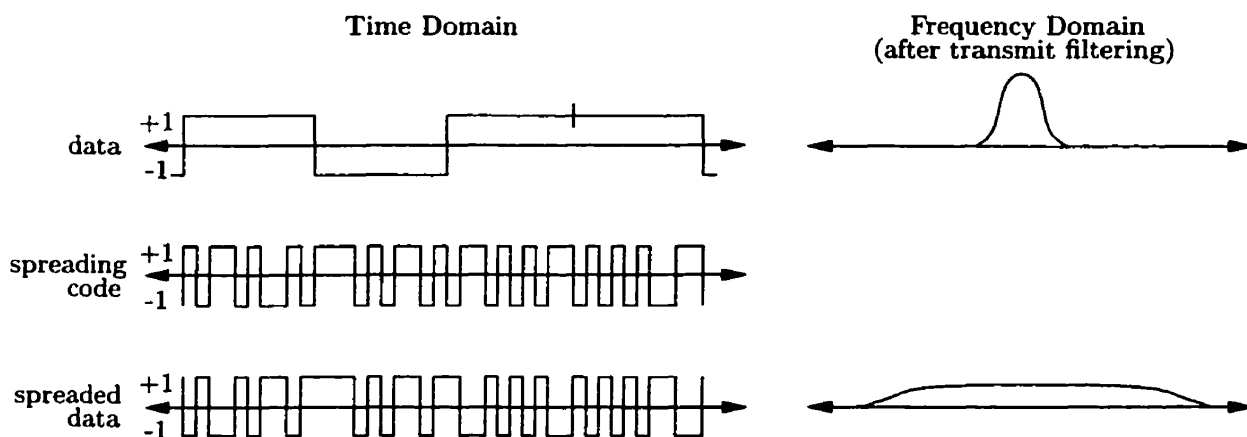 Time Domain
Frequency Domain
(after transmit filtering)
+1
data
-1
+1
spreading
code
-1
+1
spreaded
data
-1